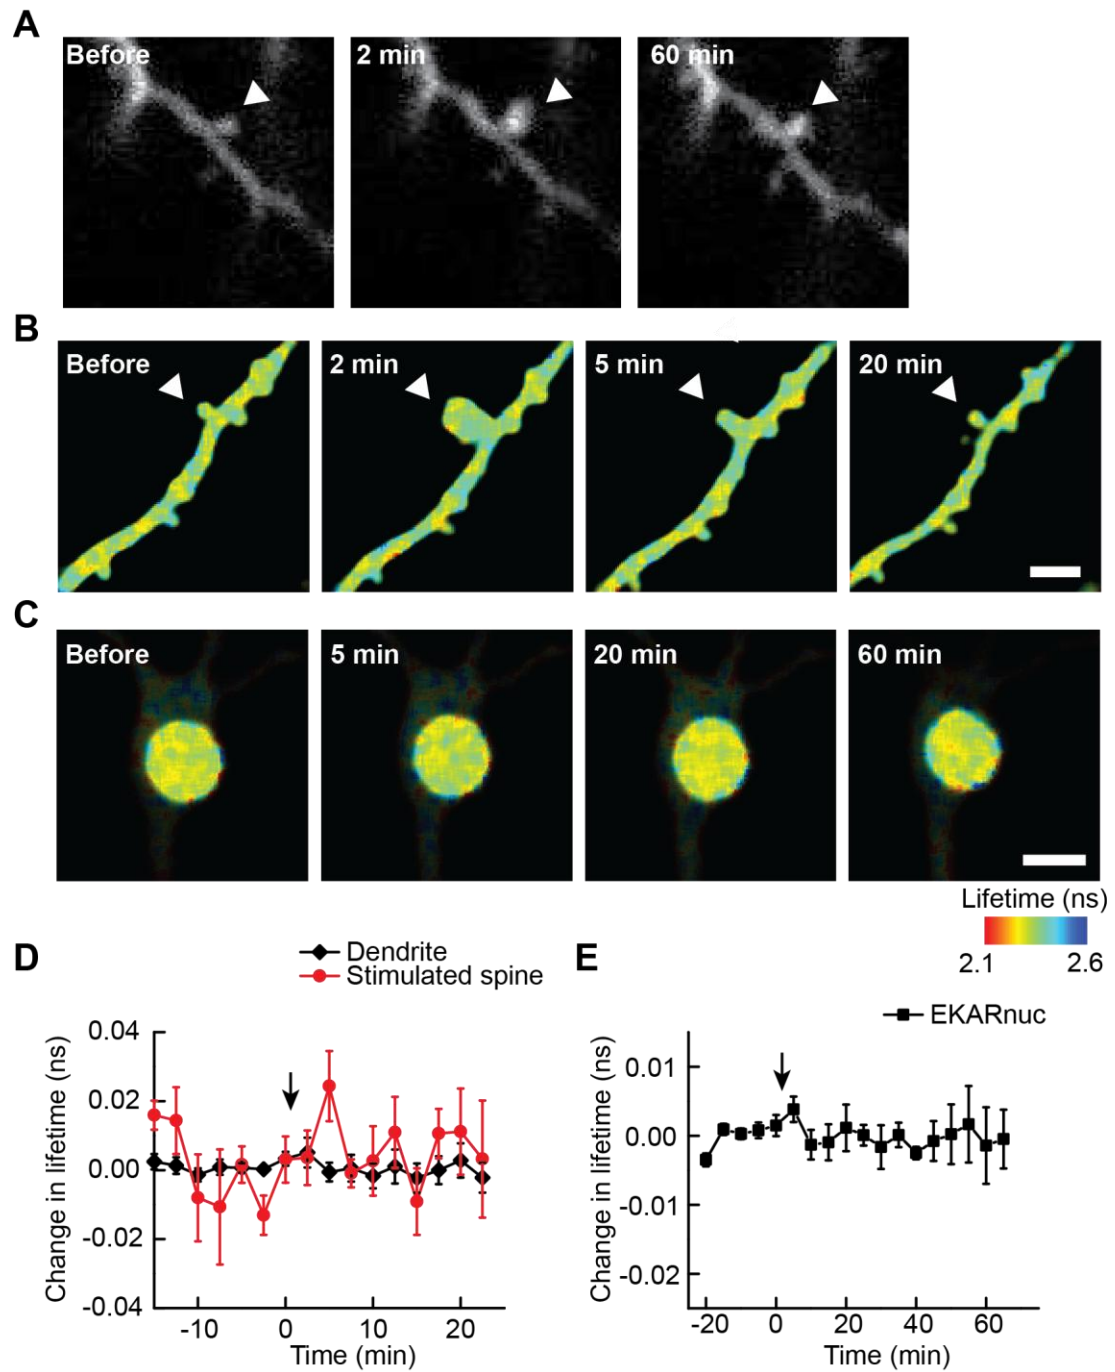 A
Before
2 min
60 min
B
Before
2 min
5 min
20 min
C
Before
5 min
20 min
60 min
Lifetime (ns)
2.1
2.6
D
Dendrite
Stimulated spine
Change in lifetime (ns)
0.04
0.02
0.00
-0.02
-0.04
-10
0
10
20
Time (min)
E
EKARnuc
Change in lifetime (ns)
0.01
0.00
-0.01
-0.02
-20
0
20
40
60
Time (min)